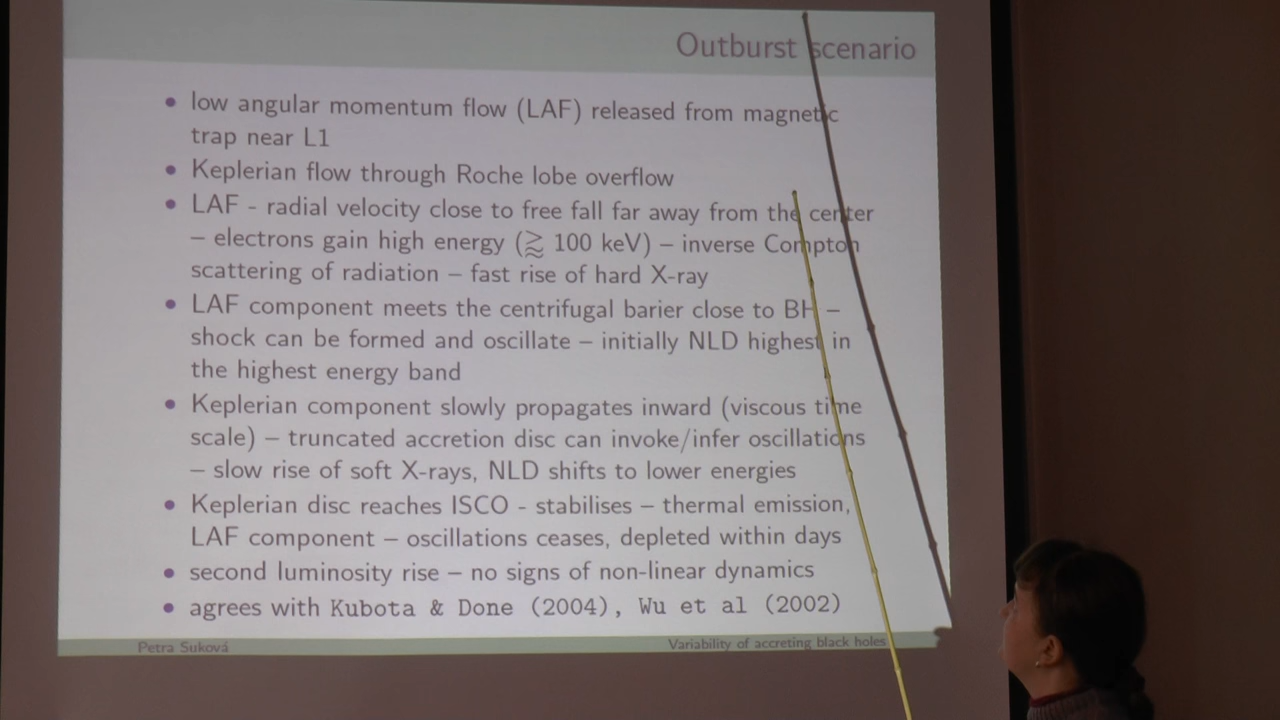 Outburst scenario
• low angular momentum flow (LAF) released from magnetic
trap near L1
• Keplerian flow through Roche lobe overflow
• LAF - radial velocity close to free fall far away from the center
– electrons gain high energy (⪆ 100 keV) – inverse Compton
scattering of radiation – fast rise of hard X-ray
• LAF component meets the centrifugal barier close to BH –
shock can be formed and oscillate – initially NLD highest in
the highest energy band
• Keplerian component slowly propagates inward (viscous time
scale) – truncated accretion disc can invoke/infer oscillations
– slow rise of soft X-rays, NLD shifts to lower energies
• Keplerian disc reaches ISCO - stabilises – thermal emission,
LAF component – oscillations ceases, depleted within days
• second luminosity rise – no signs of non-linear dynamics
• agrees with Kubota & Done (2004), Wu et al (2002)
Petra Suková Variability of accreting black holes